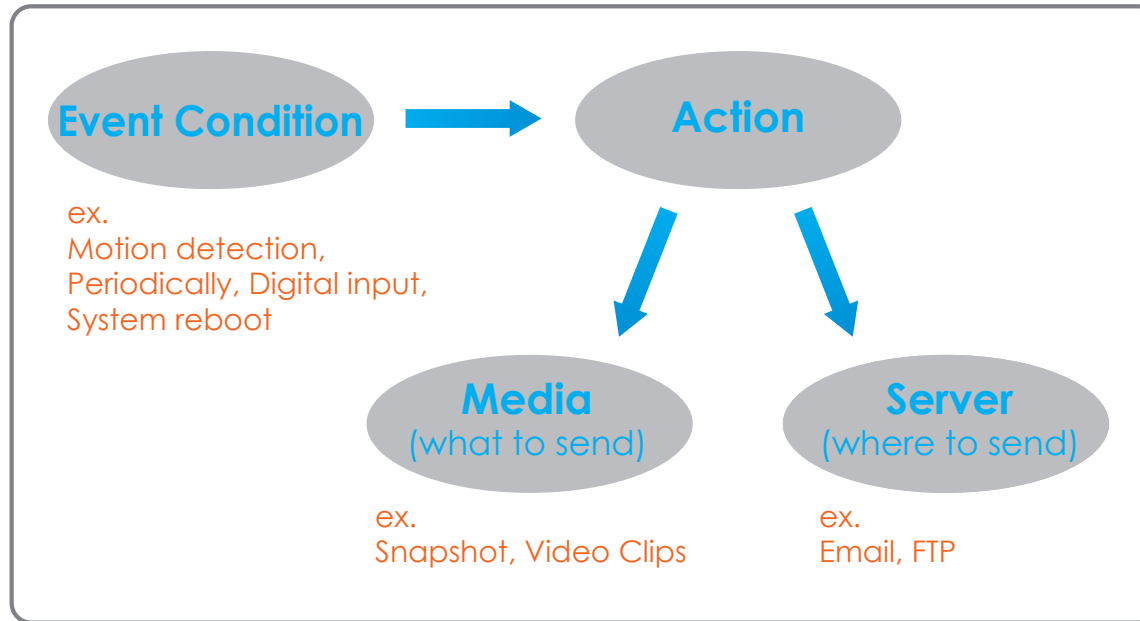 Event Condition
Action
ex.
Motion detection,
Periodically, Digital input,
System reboot
Media
(what to send)
Server
(where to send)
ex.
Snapshot, Video Clips
ex.
Email, FTP